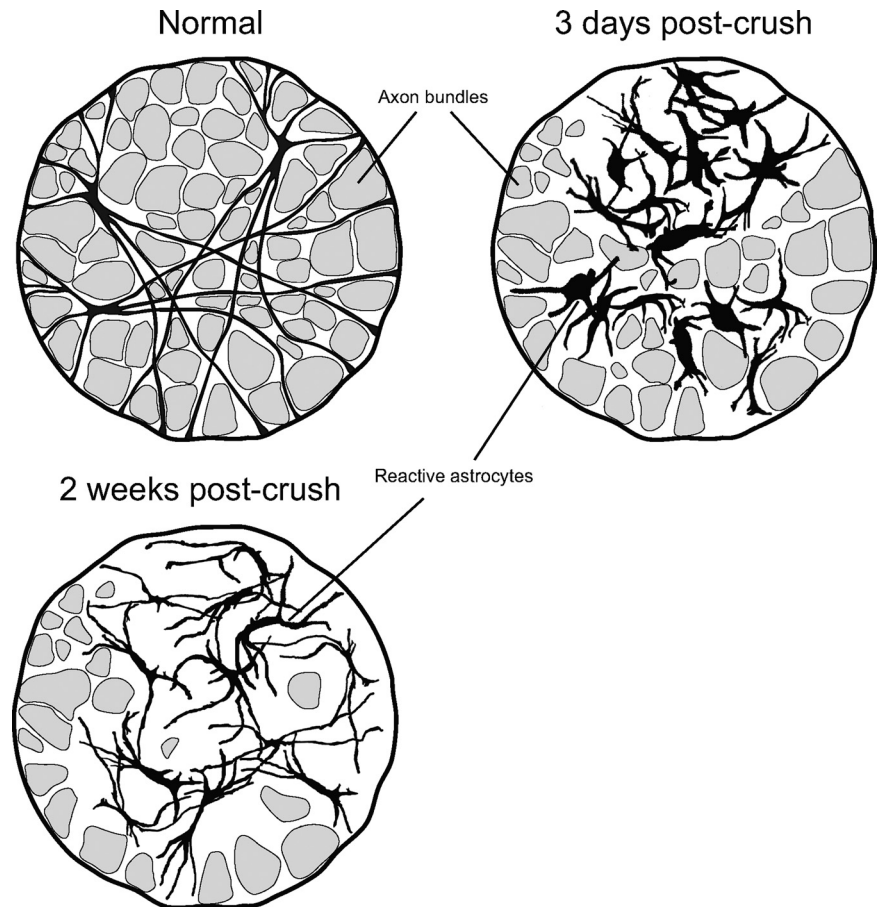 Normal
3 days post-crush
Axon bundles
Reactive astrocytes
2 weeks post-crush